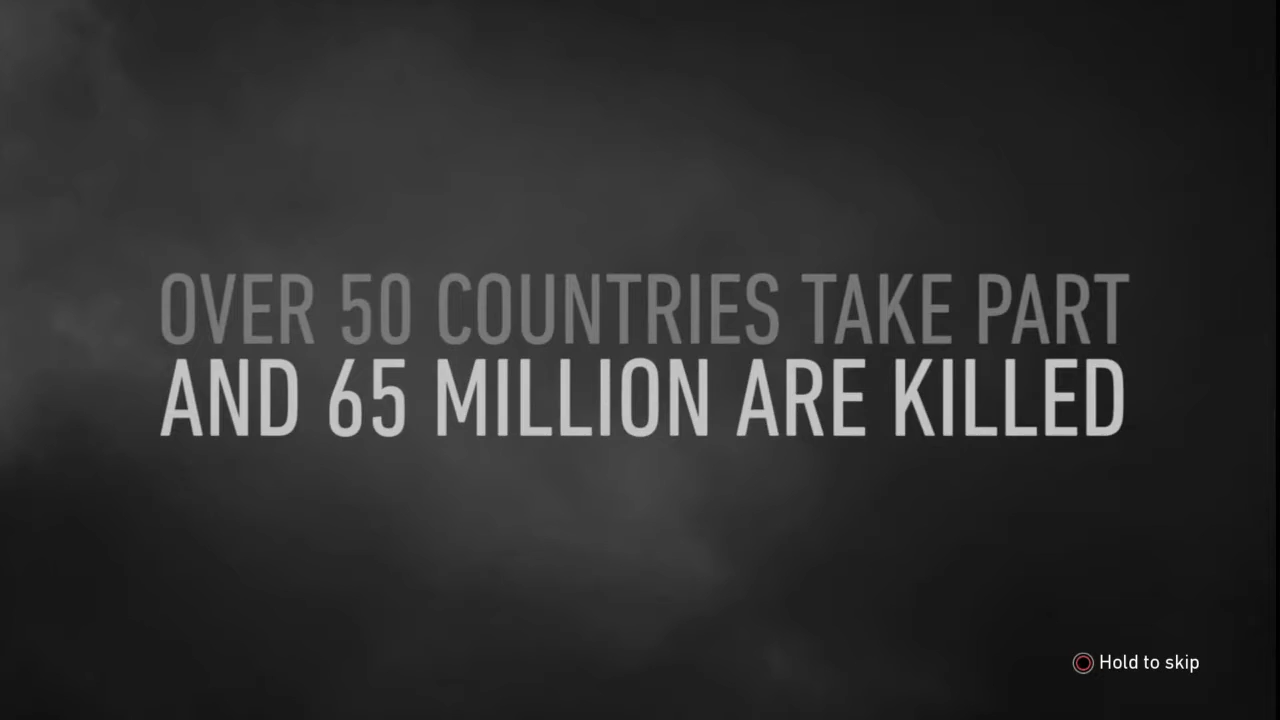 OVER 50 COUNTRIES TAKE PART
AND 65 MILLION ARE KILLED
Hold to skip